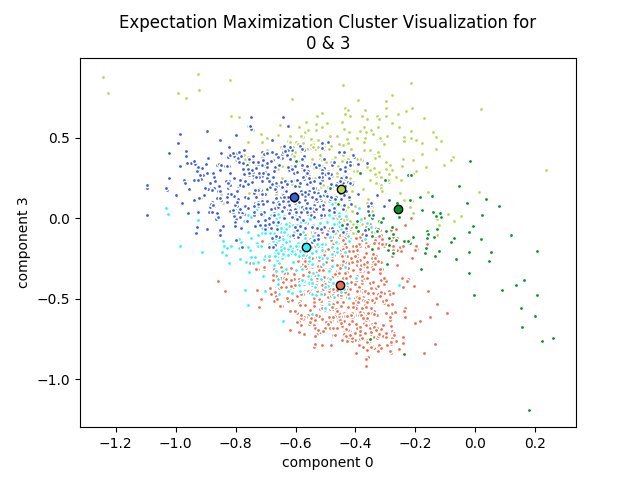 Expectation Maximization Cluster Visualization for
0 & 3
component 3
0.5
0.0
−0.5
−1.0
−1.2 −1.0 −0.8 −0.6 −0.4 −0.2 0.0 0.2
component 0